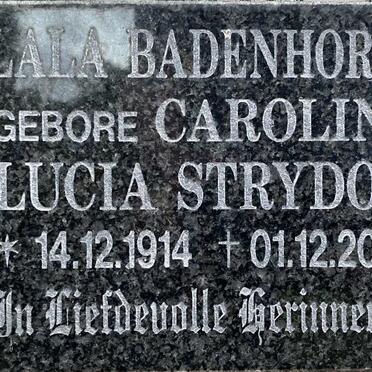 LALA BADENHOR
GEBORE CAROLIN
LUCIA STRYDO
* 14.12.1914 † 01.12.20
In Liefdevolle Herinne